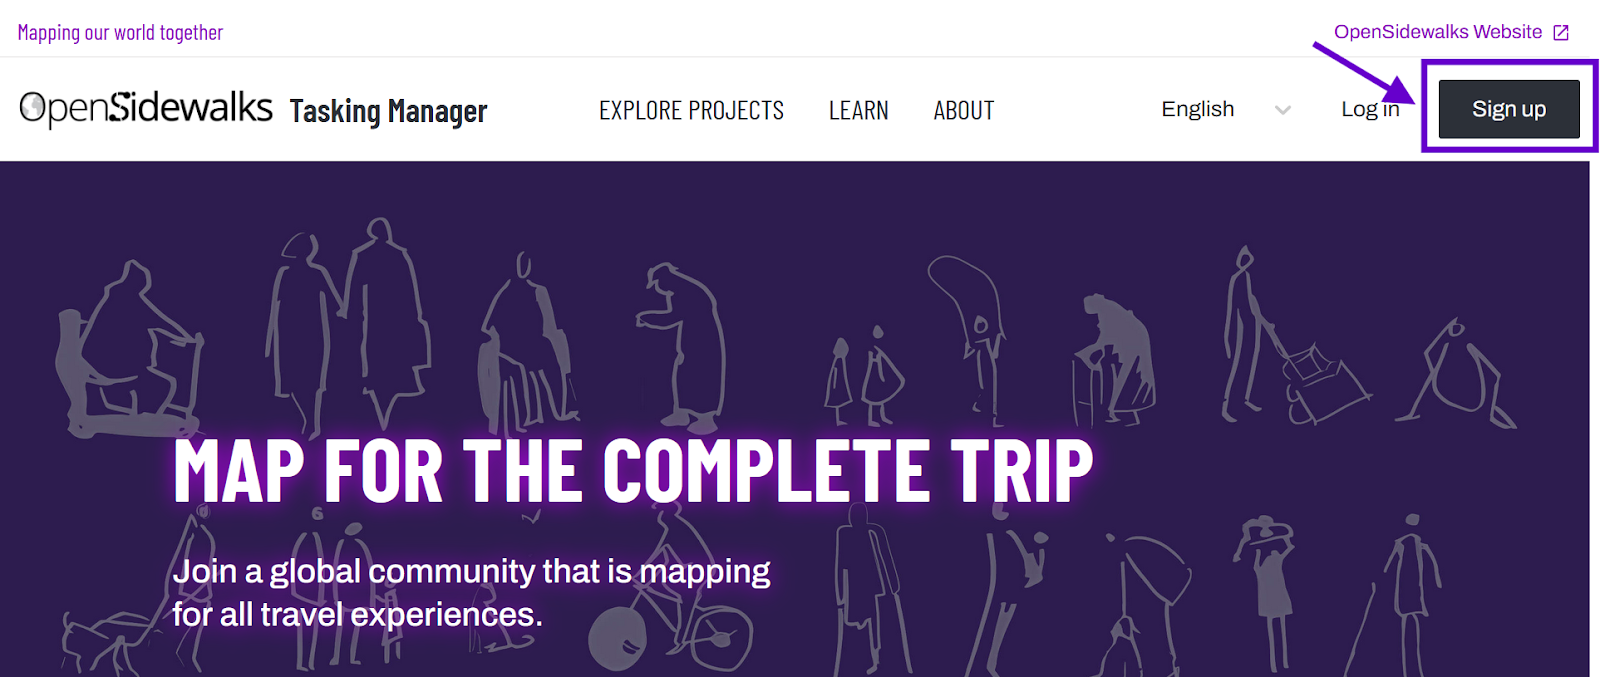 Mapping our world together
OpenSidewalks Website
OpenSidewalks Tasking Manager
EXPLORE PROJECTS
LEARN
ABOUT
English
Log in
Sign up
MAP FOR THE COMPLETE TRIP
Join a global community that is mapping
for all travel experiences.